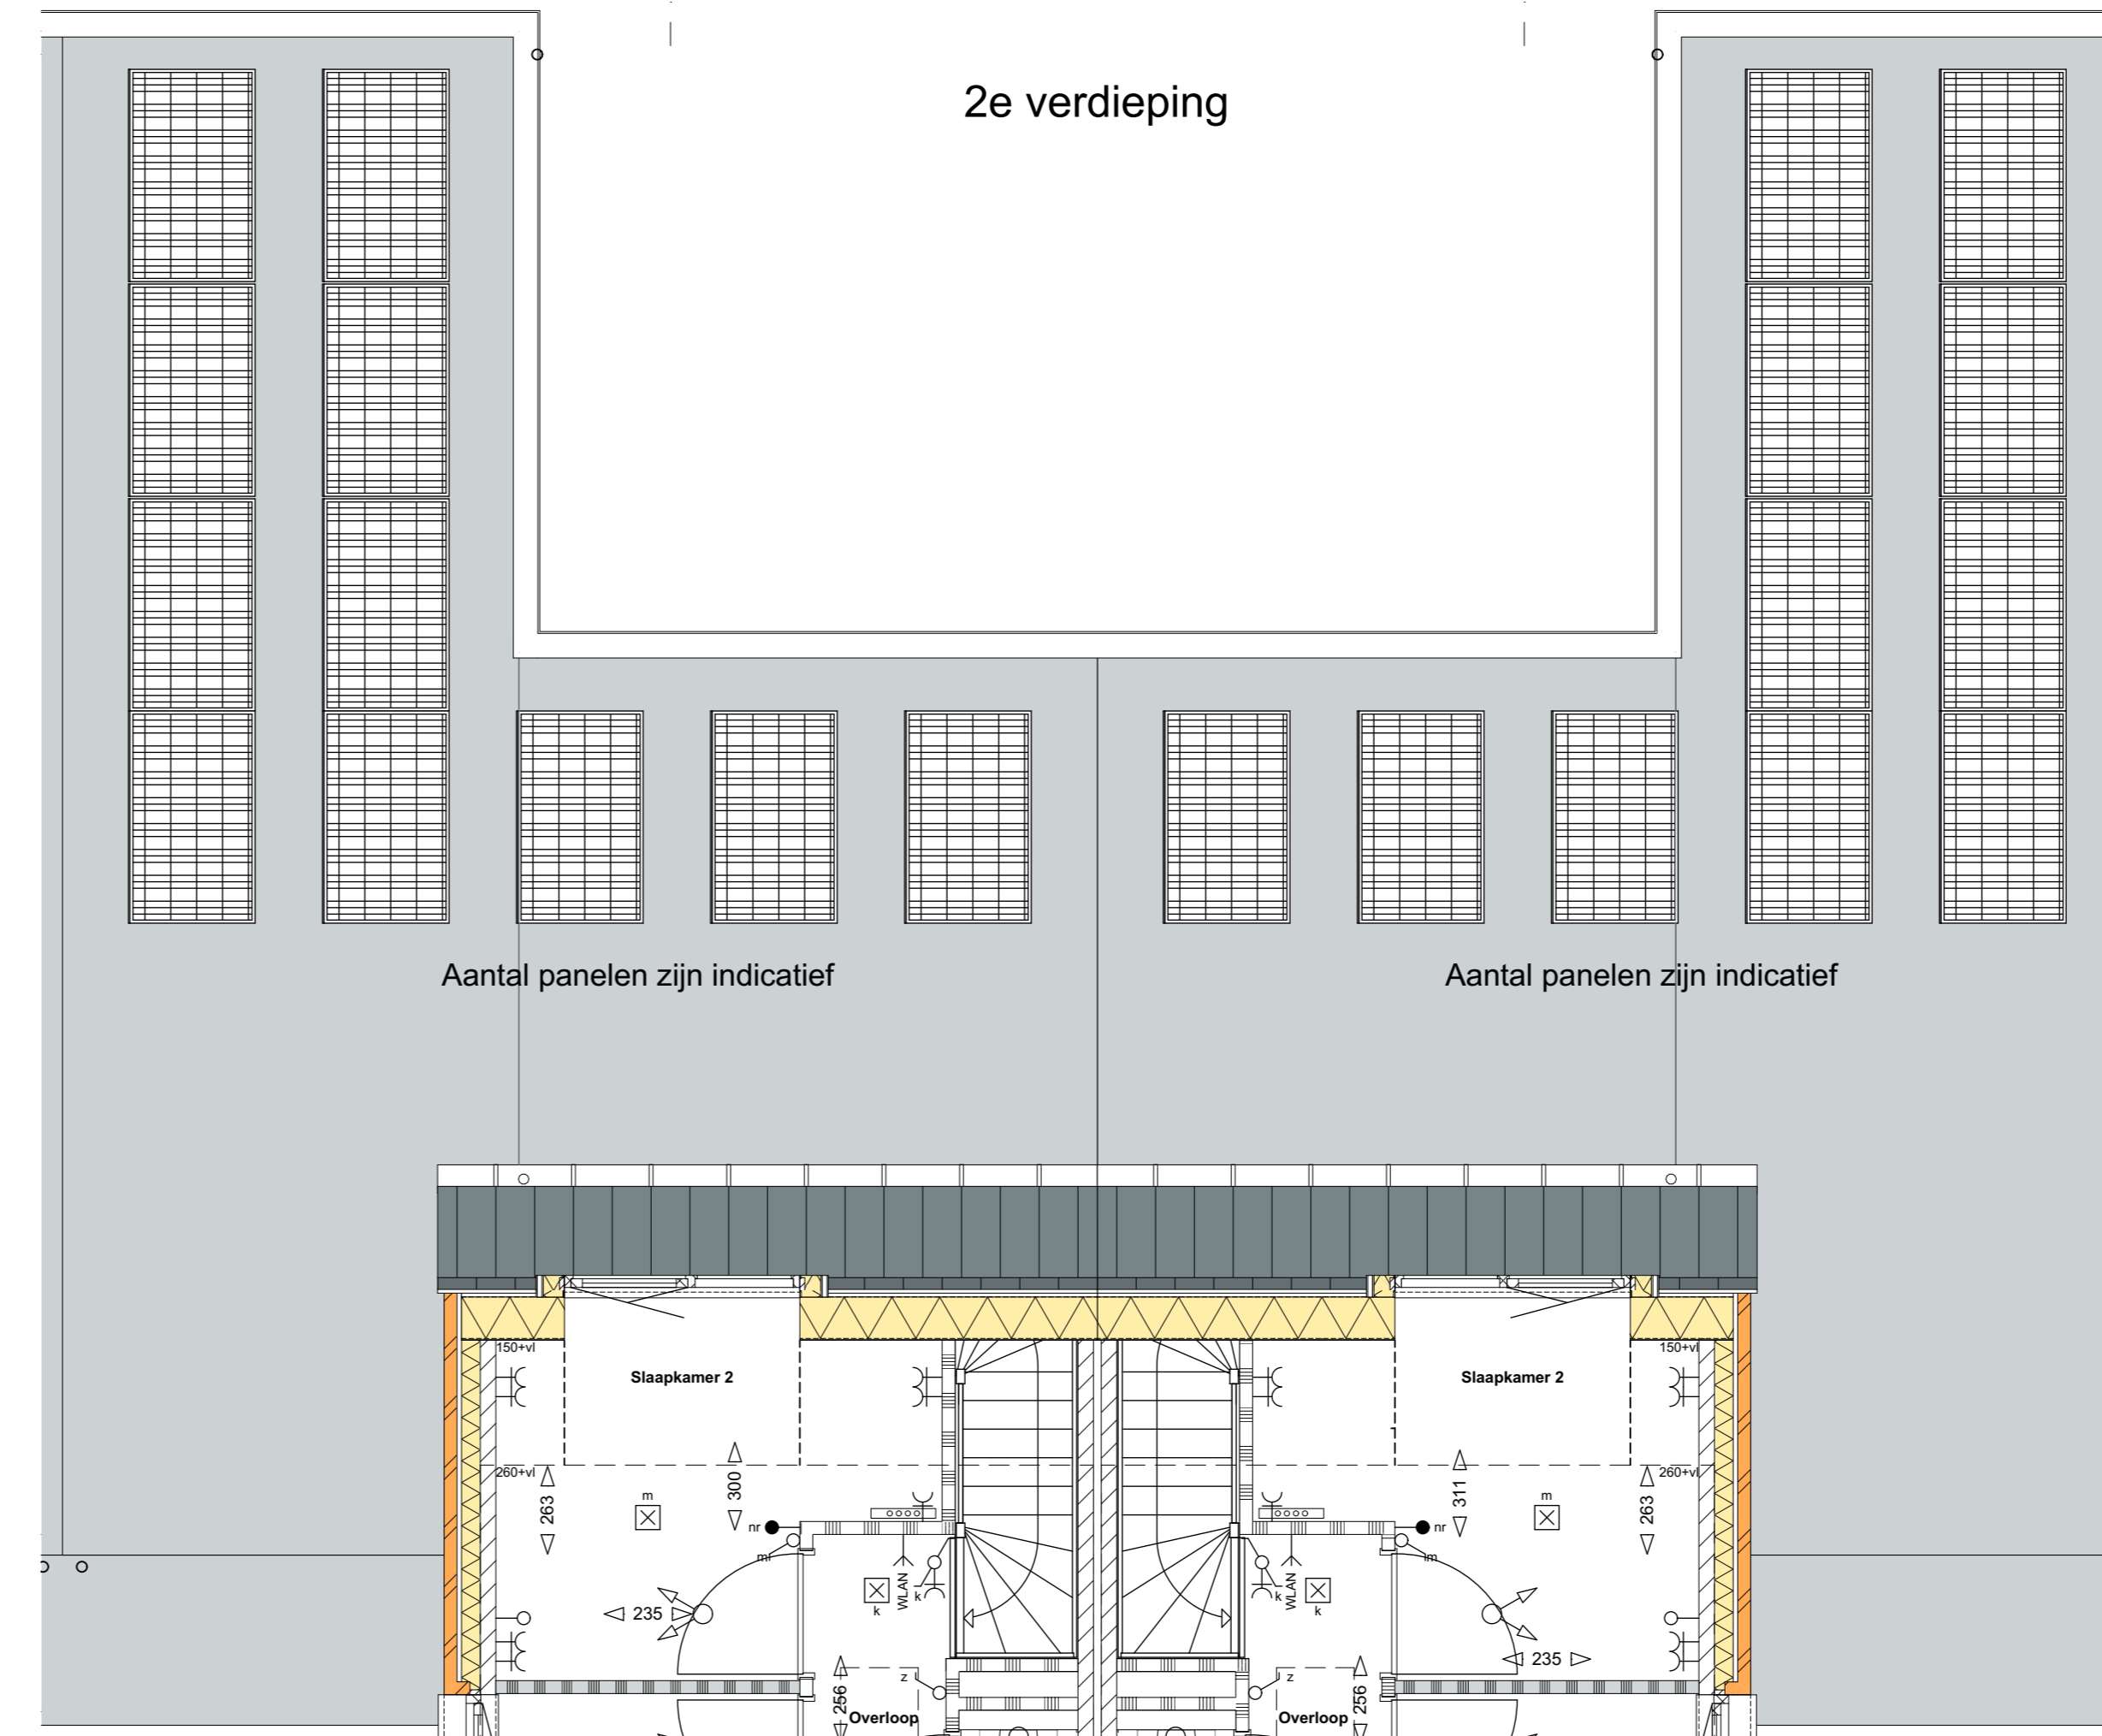 2e verdieping
Aantal panelen zijn indicatief
Aantal panelen zijn indicatief
150+vl
150+vl
Slaapkamer 2
Slaapkamer 2
260+vl
260+vl
263
300
311
263
m
m
nr
nr
ml
lm
WLAN
k
k
WLAN
k
k
235
235
z
z
256
256
Overloop
Overloop